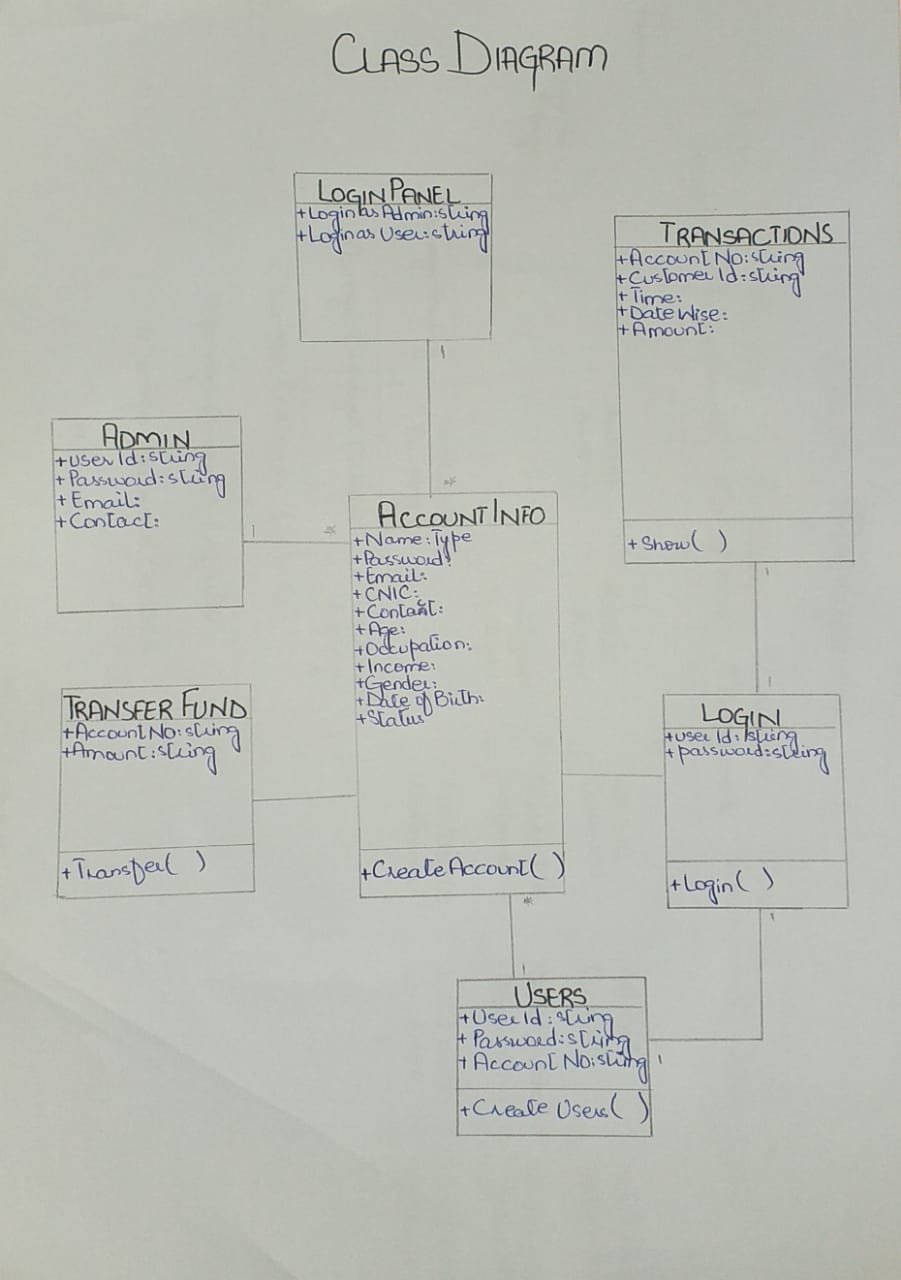 CLASS DIAGRAM
LOGIN PANEL
+Login as Admin:string
+Login as User:string
TRANSACTIONS
+Account No:string
+Customer Id:string
+Time:
+Date Wise:
+Amount:
+Show( )
1
1
ADMIN
+user Id:string
+Password:string
+Email:
+Contact:
1
*
*
ACCOUNT INFO
+Name:Type
+Password:
+Email:
+CNIC:
+Contact:
+Age:
+Occupation:
+Income:
+Gender:
+Date of Birth:
+Status
+Create Account( )
TRANSFER FUND
+Account No:string
+Amount:string
+Transfer( )
1
LOGIN
+user Id:string
+password:string
+Login( )
*
1
1
USERS
+User Id:string
+Password:string
+Account No:string
1
+Create Users( )